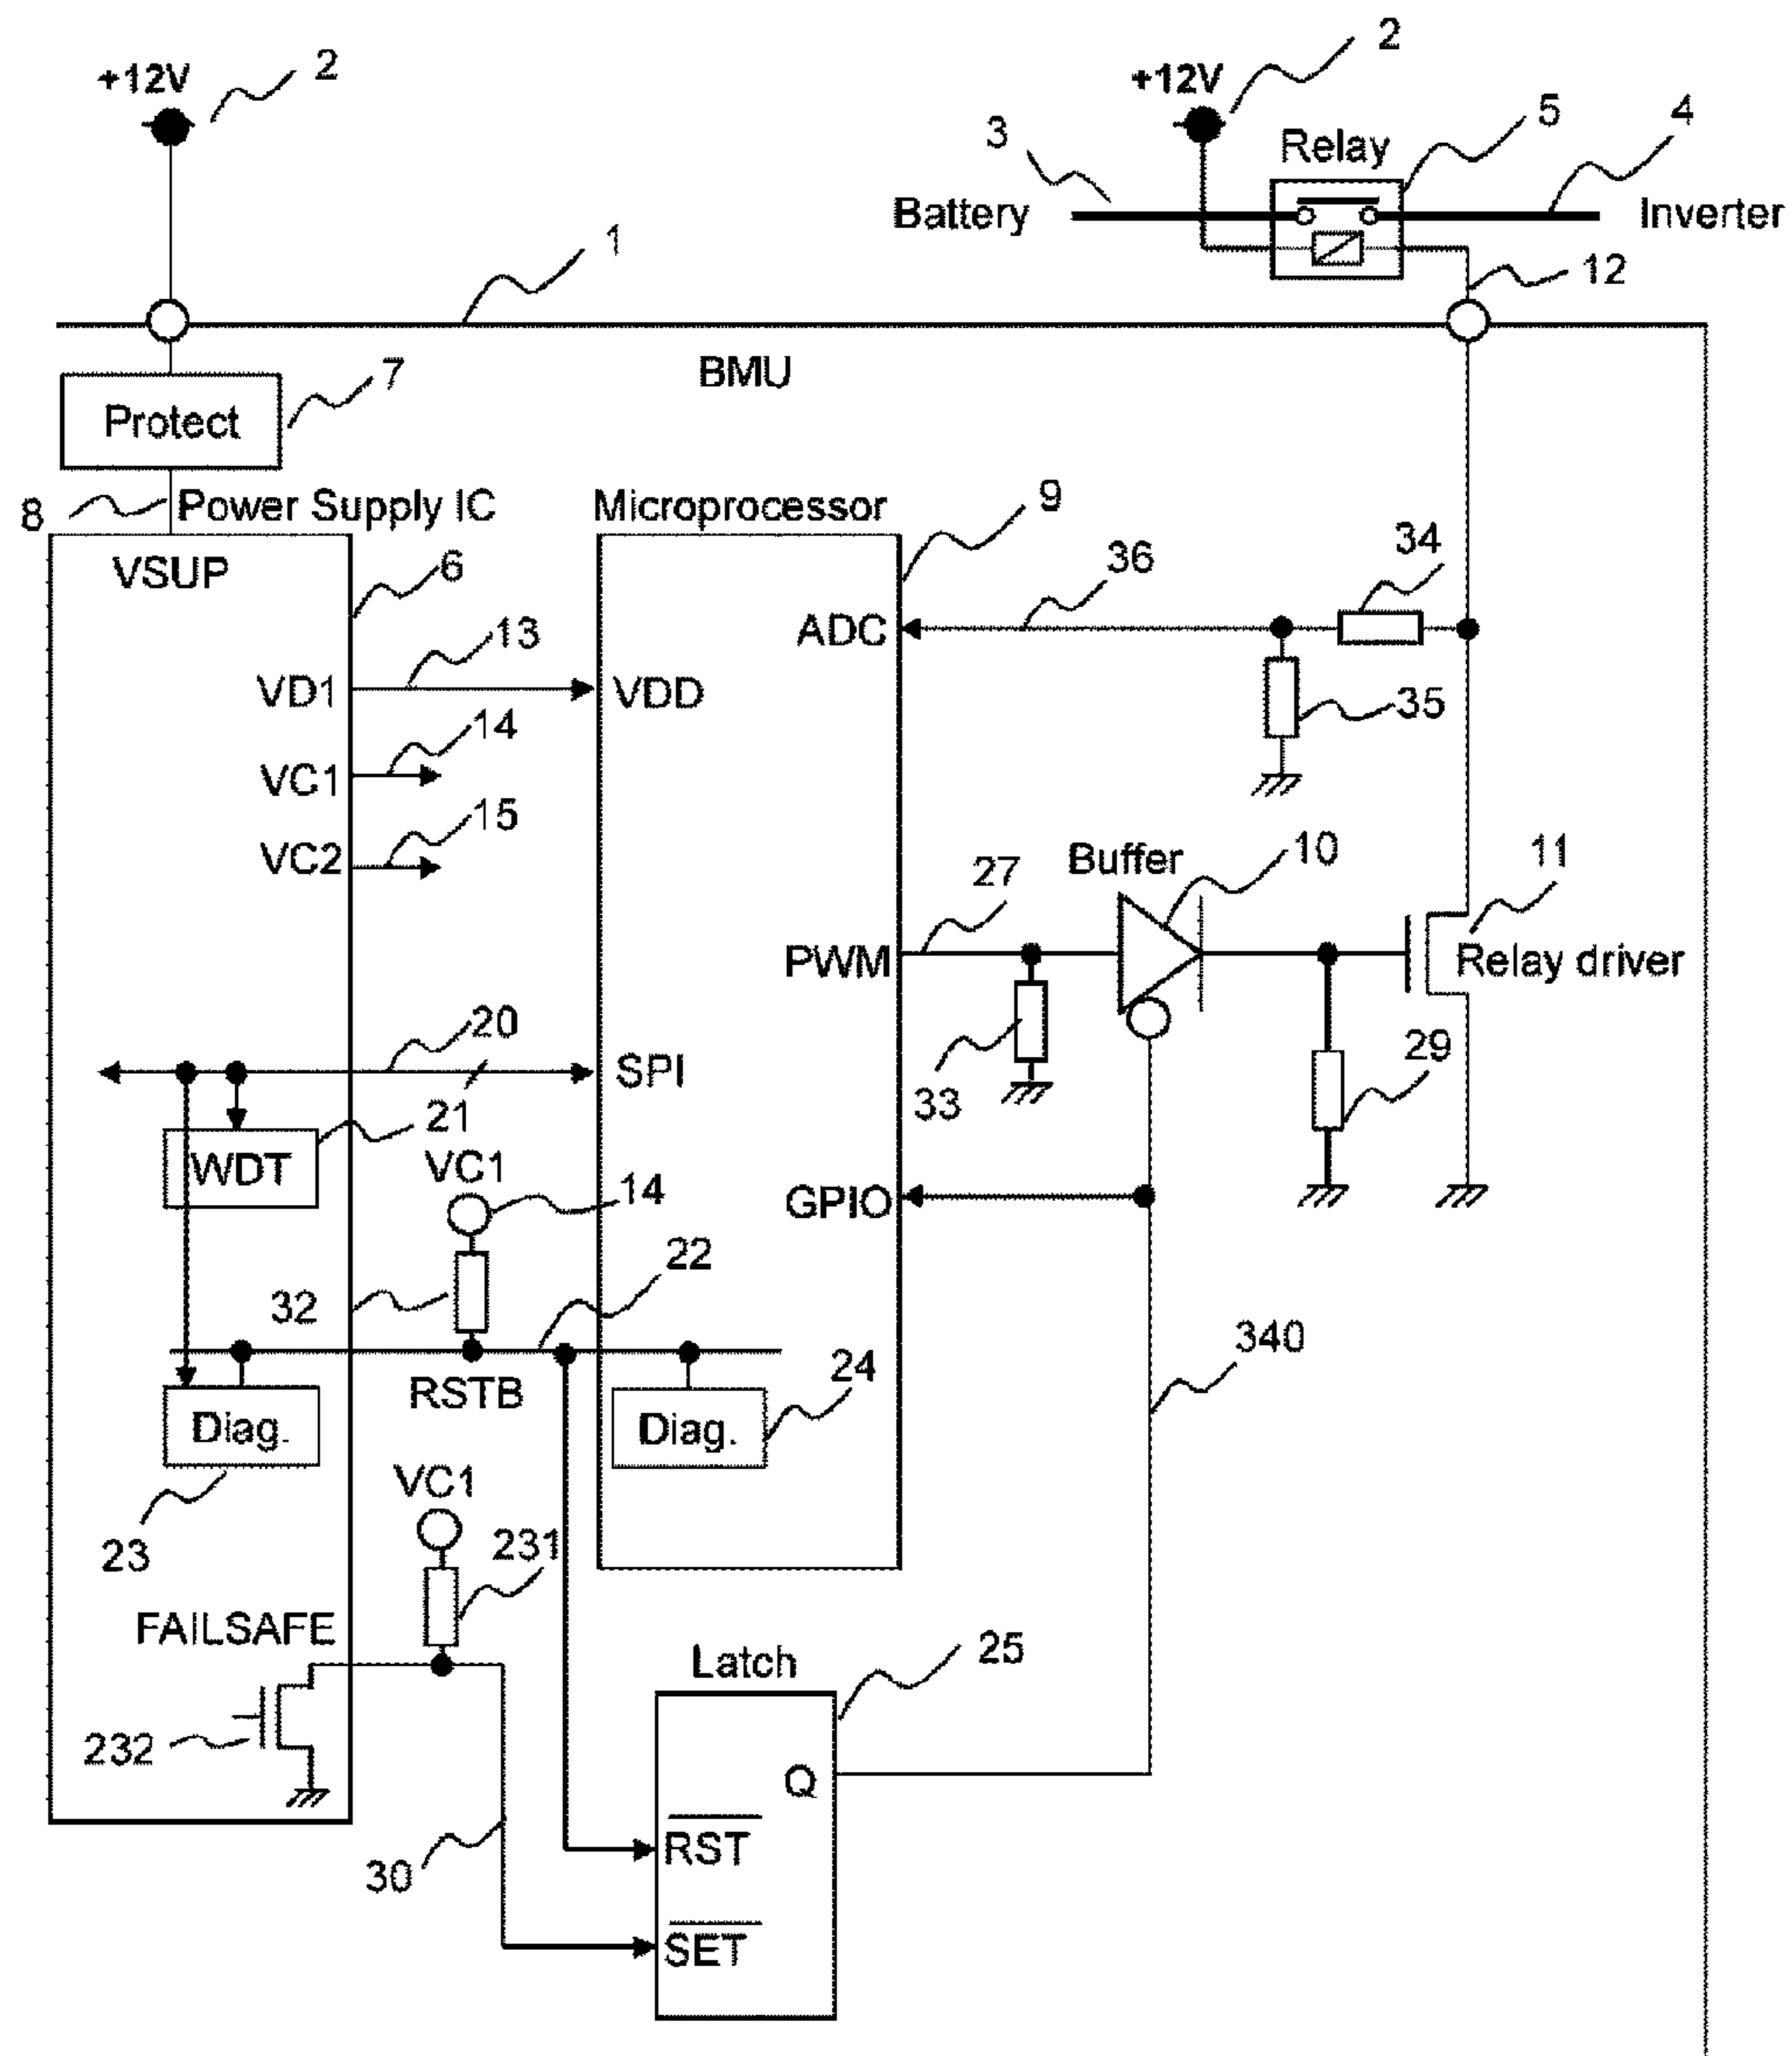 +12V
2
+12V
2
3
Relay
5
4
Battery
Inverter
1
12
BMU
7
Protect
8
Power Supply IC
Microprocessor
9
VSUP
6
36
34
13
ADC
VD1
VDD
35
14
VC1
15
VC2
Buffer
10
11
27
PWM
Relay driver
20
SPI
33
29
21
WDT
VC1
14
GPIO
22
32
340
RSTB
24
Diag.
Diag.
VC1
23
231
FAILSAFE
Latch
25
232
Q
30
RST
SET